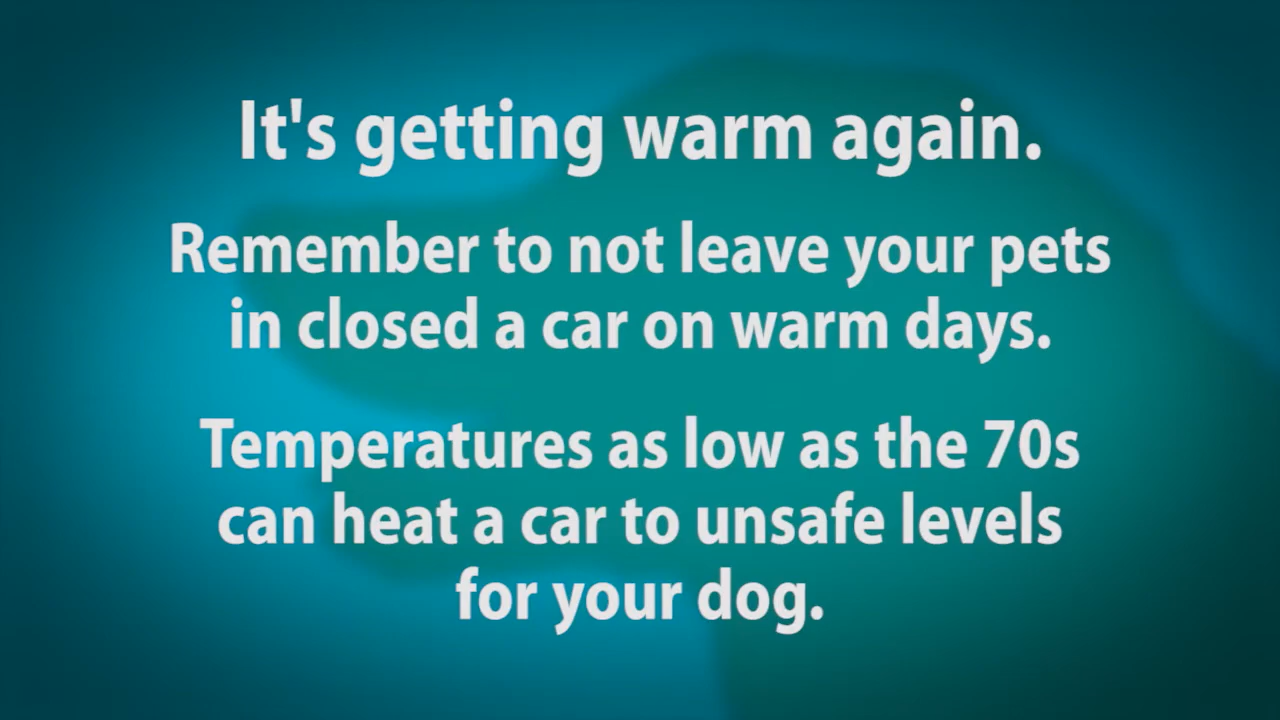 It's getting warm again.
Remember to not leave your pets
in closed a car on warm days.
Temperatures as low as the 70s
can heat a car to unsafe levels
for your dog.